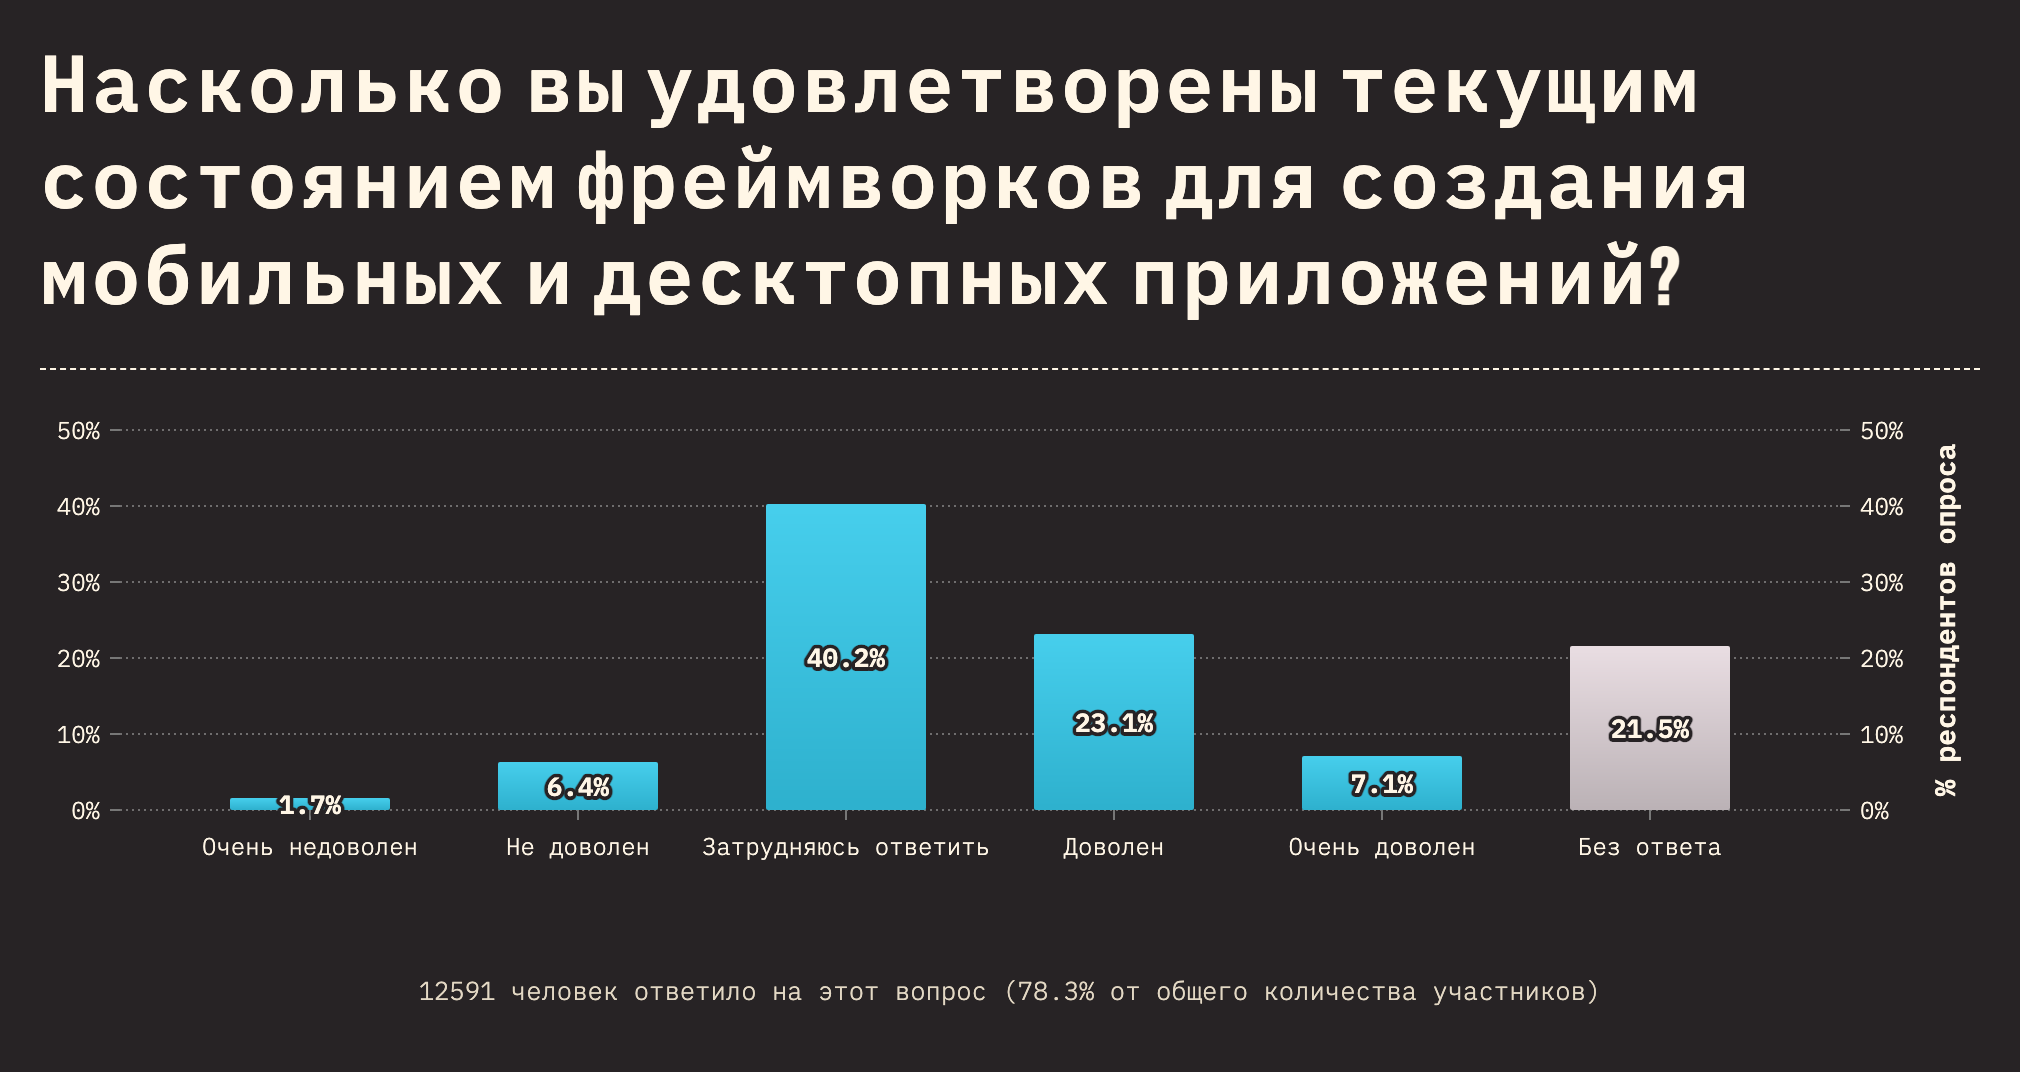 Насколько вы удовлетворены текущим
состоянием фреймворков для создания
мобильных и десктопных приложений?
50%
40%
30%
20%
10%
0%
50%
40%
30%
20%
10%
0%
% респондентов опроса
1.7%
6.4%
40.2%
23.1%
7.1%
21.5%
Очень недоволен
Не доволен
Затрудняюсь ответить
Доволен
Очень доволен
Без ответа
12591 человек ответило на этот вопрос (78.3% от общего количества участников)